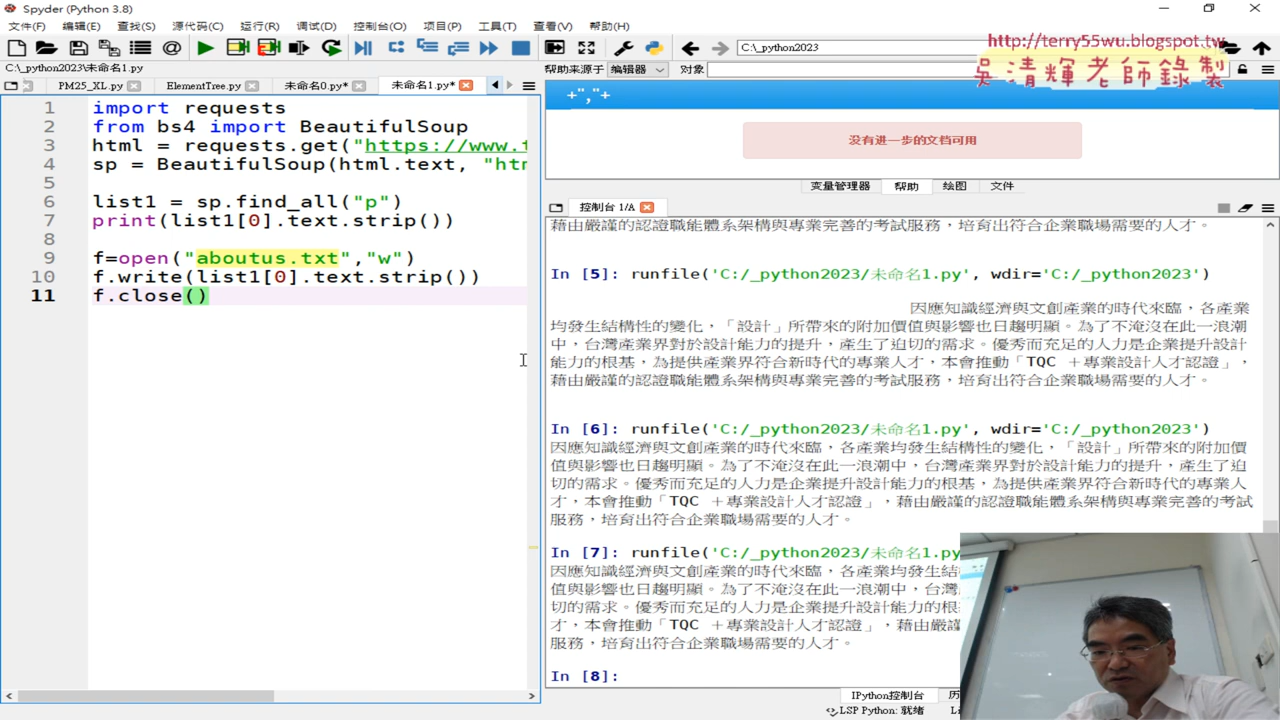 Spyder (Python 3.8)
文件(F) 编辑(E) 查找(S) 源代码(C) 运行(R) 调试(D) 控制台(O) 项目(P) 工具(T) 查看(V) 帮助(H)
C:\_python2023
http://terry55wu.blogspot.tw
吳清輝老師錄製
C:\_python2023\未命名1.py
帮助来源于 编辑器 对象
PM25_XL.py ElementTree.py 未命名0.py* 未命名1.py*
1 import requests
2 from bs4 import BeautifulSoup
3 html = requests.get("https://www.t
4 sp = BeautifulSoup(html.text, "htm
5
6 list1 = sp.find_all("p")
7 print(list1[0].text.strip())
8
9 f=open("aboutus.txt","w")
10 f.write(list1[0].text.strip())
11 f.close()
+","+
没有进一步的文档可用
变量管理器 帮助 绘图 文件
控制台 1/A
藉由嚴謹的認證職能體系架構與專業完善的考試服務，培育出符合企業職場需要的人才。
In [5]: runfile('C:/_python2023/未命名1.py', wdir='C:/_python2023')
因應知識經濟與文創產業的時代來臨，各產業
均發生結構性的變化，「設計」所帶來的附加價值與影響也日趨明顯。為了不淹沒在此一浪潮
中，台灣產業界對於設計能力的提升，產生了迫切的需求。優秀而充足的人力是企業提升設計
能力的根基，為提供產業界符合新時代的專業人才，本會推動「TQC ＋專業設計人才認證」，
藉由嚴謹的認證職能體系架構與專業完善的考試服務，培育出符合企業職場需要的人才。
In [6]: runfile('C:/_python2023/未命名1.py', wdir='C:/_python2023')
因應知識經濟與文創產業的時代來臨，各產業均發生結構性的變化，「設計」所帶來的附加價
值與影響也日趨明顯。為了不淹沒在此一浪潮中，台灣產業界對於設計能力的提升，產生了迫
切的需求。優秀而充足的人力是企業提升設計能力的根基，為提供產業界符合新時代的專業人
才，本會推動「TQC ＋專業設計人才認證」，藉由嚴謹的認證職能體系架構與專業完善的考試
服務，培育出符合企業職場需要的人才。
In [7]: runfile('C:/_python2023/未命名1.py
因應知識經濟與文創產業的時代來臨，各產業均發生結構
值與影響也日趨明顯。為了不淹沒在此一浪潮中，台灣
切的需求。優秀而充足的人力是企業提升設計能力的根
才，本會推動「TQC ＋專業設計人才認證」，藉由嚴謹
服務，培育出符合企業職場需要的人才。
In [8]:
IPython控制台 历
LSP Python: 就绪